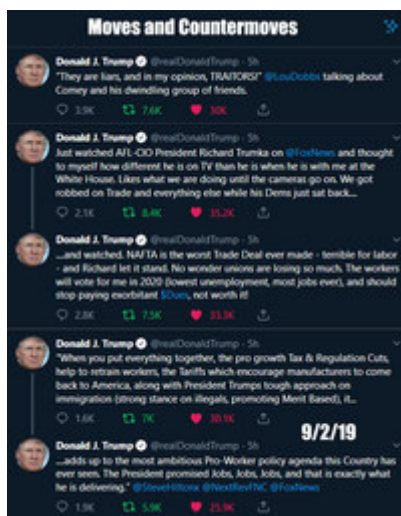 Moves and Countermoves
Donald J. Trump @realDonaldTrump · 5h
"They are liars, and in my opinion, TRAITORS!" @LouDobbs talking about
Comey and his dwindling group of friends.
3.9K 7.6K 30K
Donald J. Trump @realDonaldTrump · 5h
Just watched AFL-CIO President Richard Trumka on @FoxNews and thought
to myself how different he is on TV than he is when he is with me at the
White House. Likes what we are doing until the cameras go on. We got
robbed on Trade and everything else while his Dems just sat back....
2.1K 8.4K 35.2K
Donald J. Trump @realDonaldTrump · 5h
...and watched. NAFTA is the worst Trade Deal ever made - terrible for labor
- and Richard let it stand. No wonder unions are losing so much. The workers
will vote for me in 2020 (lowest unemployment, most jobs ever), and should
stop paying exorbitant $Dues, not worth it!
2.8K 7.5K 33.3K
Donald J. Trump @realDonaldTrump · 5h
"When you put everything together, the pro growth Tax & Regulation Cuts,
help to retrain workers, the Tariffs which encourage manufacturers to come
back to America, along with President Trumps tough approach on
immigration (strong stance on illegals, promoting Merit Based), it...
1.6K 7K 30.1K
9/2/19
Donald J. Trump @realDonaldTrump · 5h
...adds up to the most ambitious Pro-Worker policy agenda this Country has
ever seen. The President promised Jobs, Jobs, Jobs, and that is exactly what
he is delivering." @SteveHiltonx @NextRevFNC @FoxNews
1.9K 5.9K 25.9K